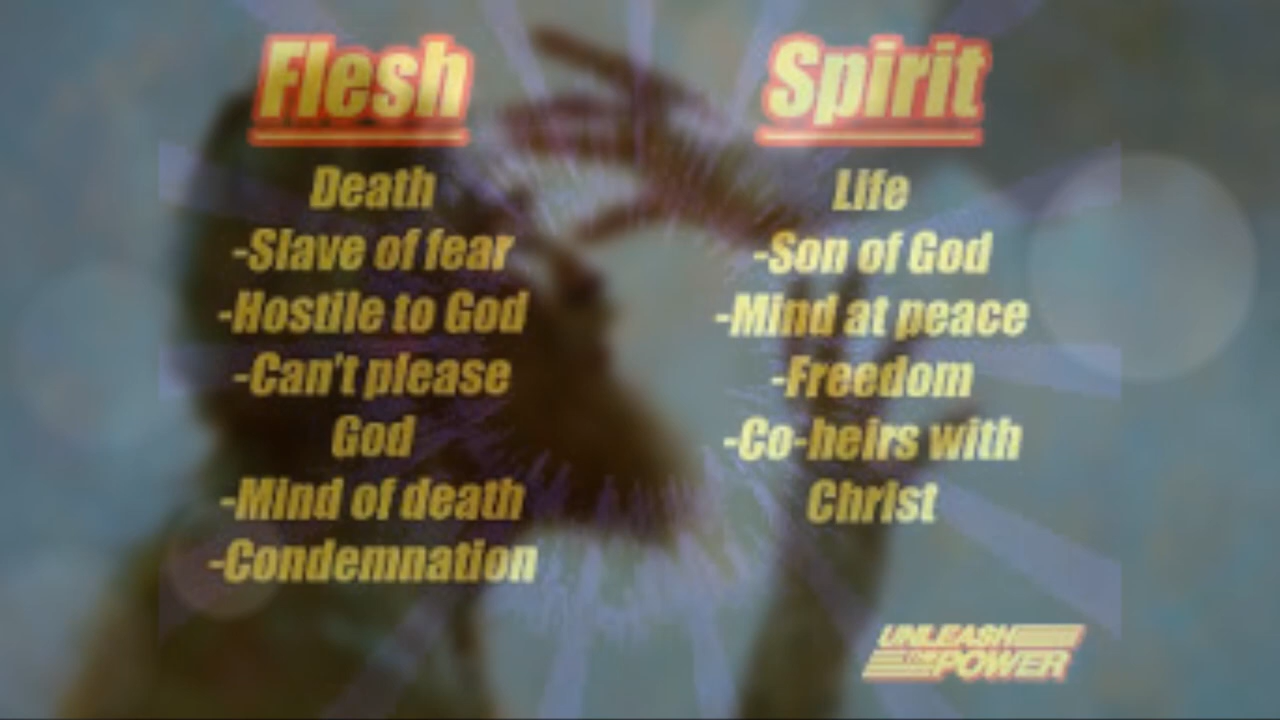 Flesh
Death
-Slave of fear
-Hostile to God
-Can't please
God
-Mind of death
-Condemnation
Spirit
Life
-Son of God
-Mind at peace
-Freedom
-Co-heirs with
Christ
UNLEASH
THE POWER